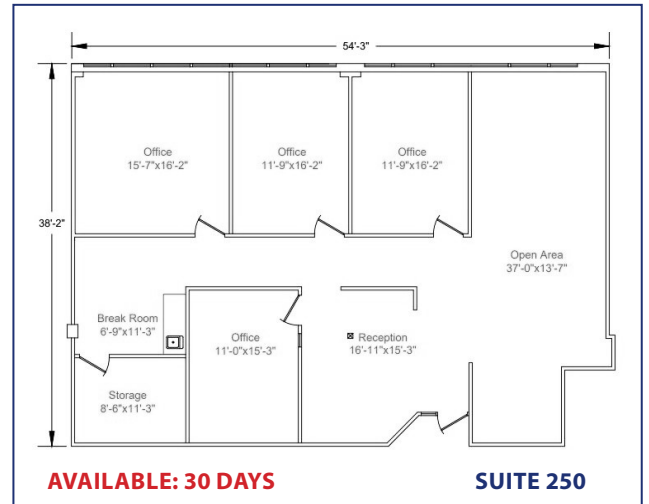 54'-3"
Office
15'-7"x16'-2"
Office
11'-9"x16'-2"
Office
11'-9"x16'-2"
38'-2"
Open Area
37'-0"x13'-7"
Break Room
6'-9"x11'-3"
Office
11'-0"x15'-3"
Reception
16'-11"x15'-3"
Storage
8'-6"x11'-3"
AVAILABLE: 30 DAYS
SUITE 250